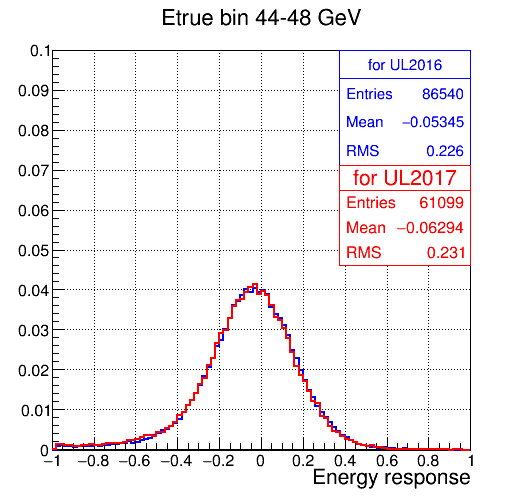 Etrue bin 44-48 GeV
for UL2016
Entries 86540
Mean −0.05345
RMS 0.226
for UL2017
Entries 61099
Mean −0.06294
RMS 0.231
0.1
0.09
0.08
0.07
0.06
0.05
0.04
0.03
0.02
0.01
0
−1 −0.8 −0.6 −0.4 −0.2 0 0.2 0.4 0.6 0.8 1
Energy response